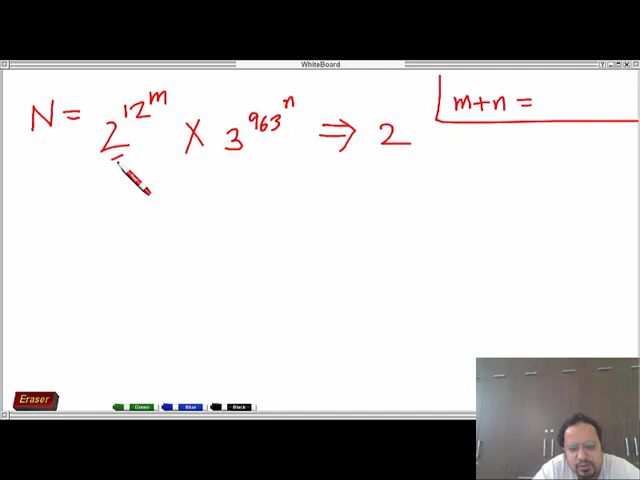 WhiteBoard
N = 2^12^m X 3^963^n ⇒ 2
m+n =
Eraser
Green Blue Black